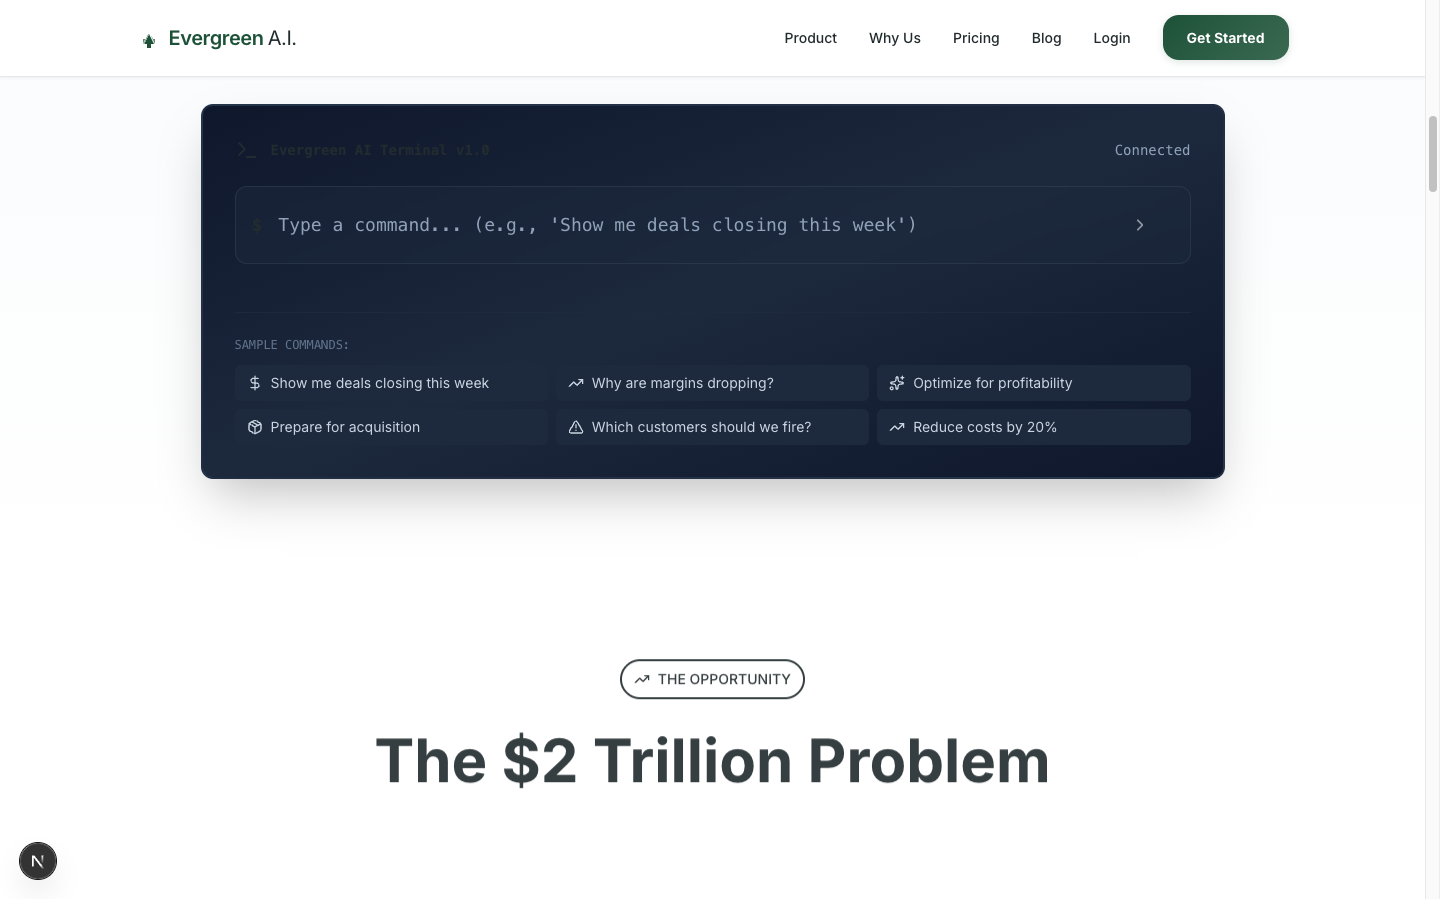 Evergreen A.I.
Product
Why Us
Pricing
Blog
Login
Get Started
>_ Evergreen AI Terminal v1.0
Connected
$ Type a command... (e.g., 'Show me deals closing this week')
SAMPLE COMMANDS:
Show me deals closing this week
Why are margins dropping?
Optimize for profitability
Prepare for acquisition
Which customers should we fire?
Reduce costs by 20%
THE OPPORTUNITY
The $2 Trillion Problem
N